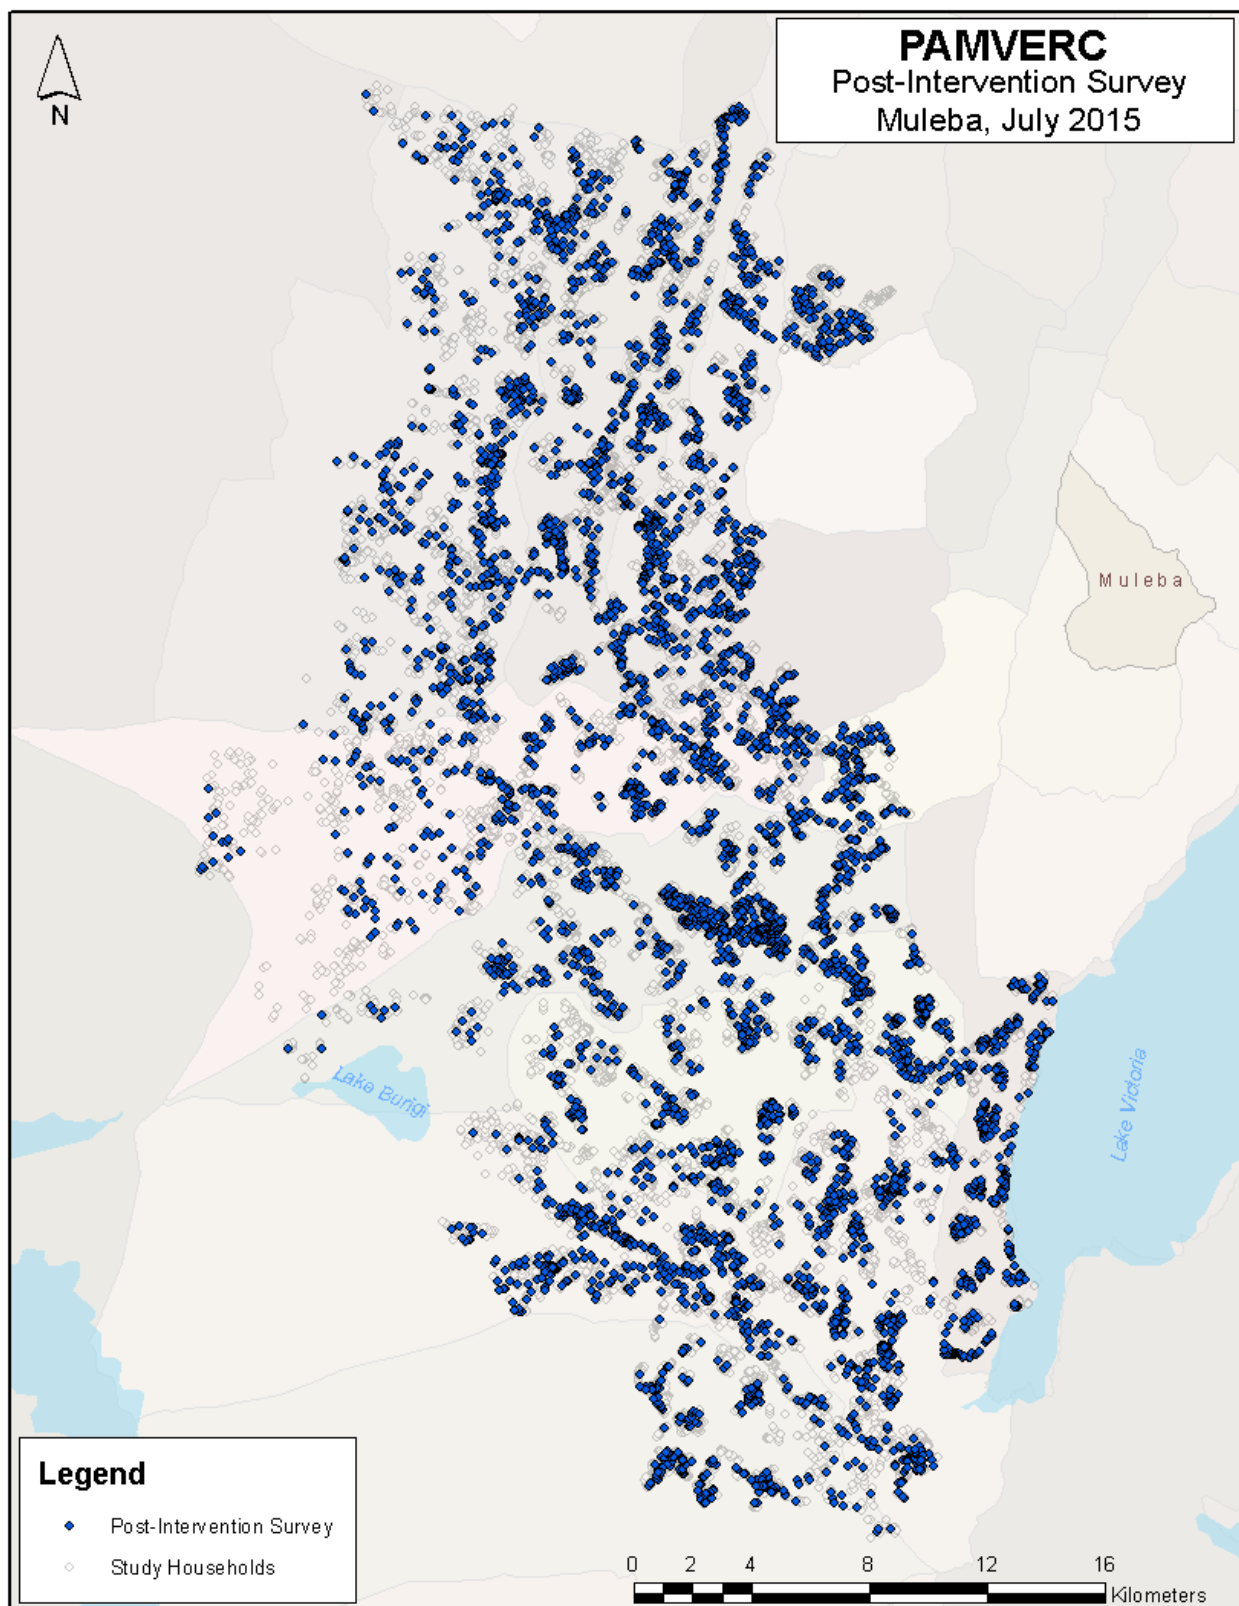 PAMVERC
Post-Intervention Survey
Muleba, July 2015
N
Muleba
Lake Burigi
Lake Victoria
Legend
Post-Intervention Survey
Study Households
0 2 4 8 12 16
Kilometers